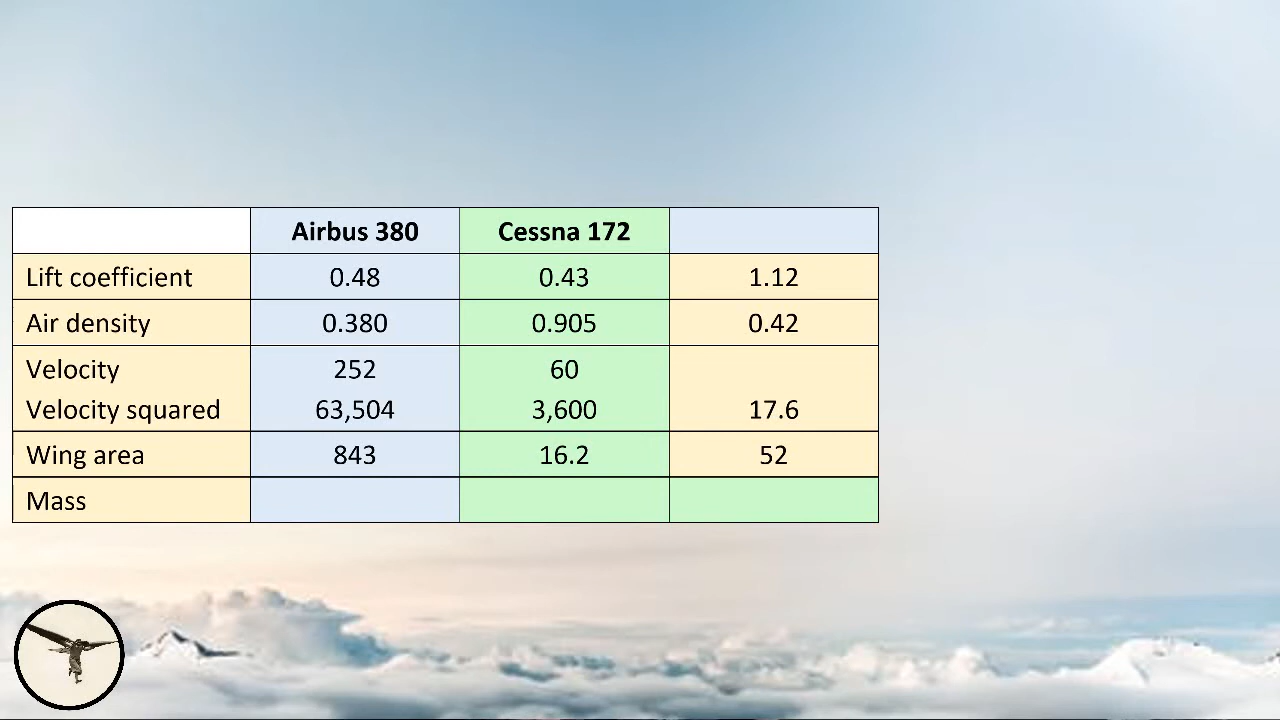 Airbus 380 Cessna 172
Lift coefficient 0.48 0.43 1.12
Air density 0.380 0.905 0.42
Velocity 252 60
Velocity squared 63,504 3,600 17.6
Wing area 843 16.2 52
Mass